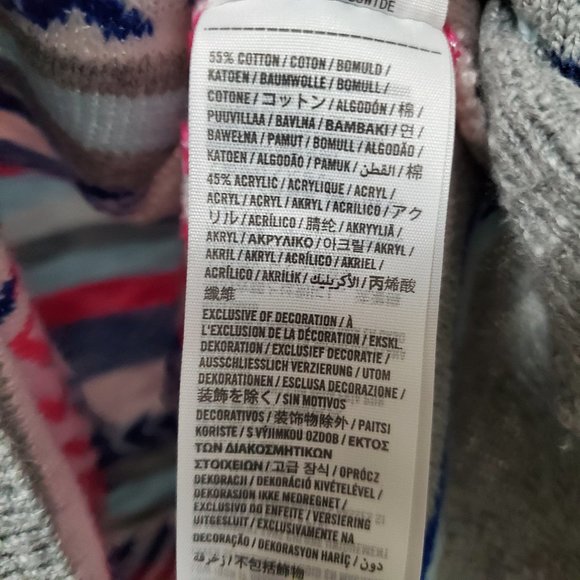 55% COTTON / COTON / BOMULD /
KATOEN / BAUMWOLLE / BOMULL /
COTONE / コットン / ALGODÓN / 棉 /
PUUVILLAA / BAVLNA / ΒΑΜΒΑΚΙ / 면 /
BAWEŁNA / PAMUT / BOMULL / ALGODÃO /
KATOEN / ALGODÃO / PAMUK / القطن / 棉
45% ACRYLIC / ACRYLIQUE / ACRYL /
ACRYL / ACRYL / AKRYL / ACRILICO / アク
リル / ACRÍLICO / 腈纶 / AKRYYLIÄ /
AKRYL / ΑΚΡΥΛΙΚΟ / 아크릴 / AKRYL /
AKRIL / AKRYL / ACRÍLICO / AKRIEL /
ACRÍLICO / AKRİLİK / الأكريليك / 丙烯酸
纖維
EXCLUSIVE OF DECORATION / À
L'EXCLUSION DE LA DÉCORATION / EKSKL.
DEKORATION / EXCLUSIEF DECORATIE /
AUSSCHLIESSLICH VERZIERUNG / UTOM
DEKORATIONEN / ESCLUSA DECORAZIONE /
装飾を除く / SIN MOTIVOS
DECORATIVOS / 装饰物除外 / PAITSI
KORISTE / S VÝJIMKOU OZDOB / ΕΚΤΟΣ
ΤΩΝ ΔΙΑΚΟΣΜΗΤΙΚΩΝ
ΣΤΟΙΧΕΙΩΝ / 고급 장식 / OPRÓCZ
DEKORACJI / DEKORÁCIÓ KIVÉTELÉVEL /
DEKORASJON IKKE MEDREGNET /
EXCLUSIVO DO ENFEITE / VERSIERING
UITGESLUIT / EXCLUSIVAMENTE NA
DECORAÇÃO / DEKORASYON HARİÇ / دون
زخرفة / 不包括飾物